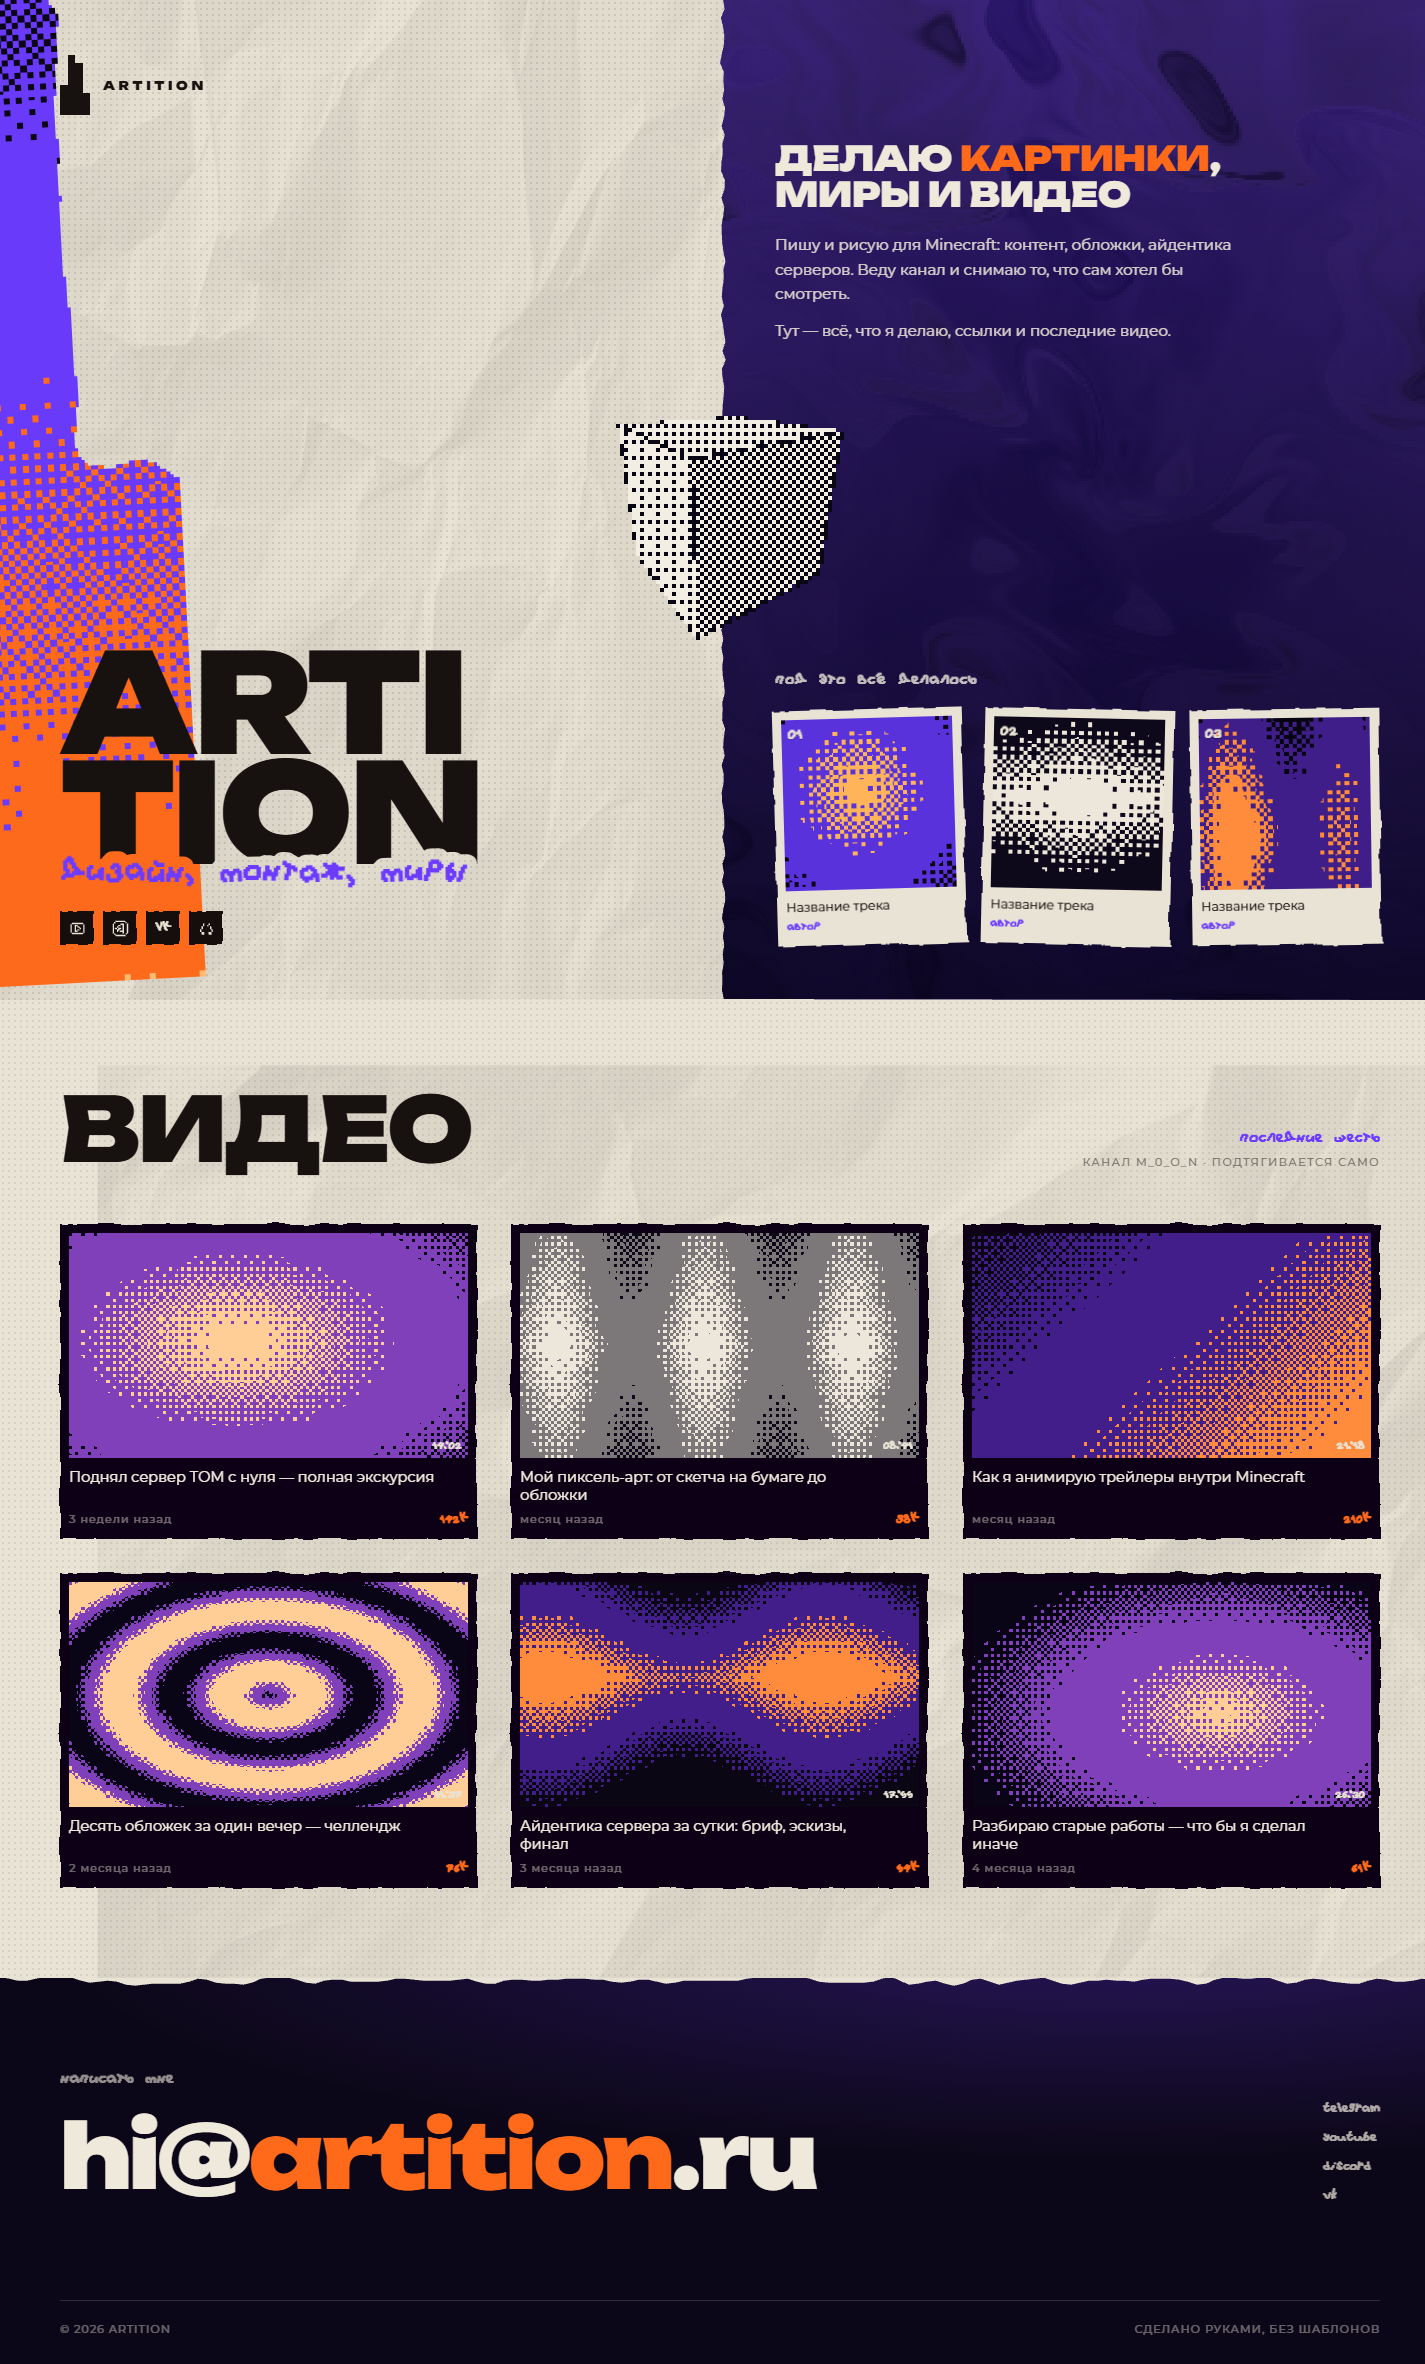 ARTITION
ДЕЛАЮ КАРТИНКИ,
МИРЫ И ВИДЕО
Пишу и рисую для Minecraft: контент, обложки, айдентика
серверов. Веду канал и снимаю то, что сам хотел бы
смотреть.
Тут — всё, что я делаю, ссылки и последние видео.
ARTI
TION
дизайн, монтаж, миры
VK
под это всё делалось
01
Название трека
автор
02
Название трека
автор
03
Название трека
автор
ВИДЕО
последние шесть
КАНАЛ M_0_O_N · ПОДТЯГИВАЕТСЯ САМО
Поднял сервер ТОМ с нуля — полная экскурсия
3 недели назад
142K
Мой пиксель-арт: от скетча на бумаге до
обложки
месяц назад
Как я анимирую трейлеры внутри Minecraft
месяц назад
210K
Десять обложек за один вечер — челлендж
2 месяца назад
76K
Айдентика сервера за сутки: бриф, эскизы,
финал
3 месяца назад
Разбираю старые работы — что бы я сделал
иначе
4 месяца назад
61K
написать мне
hi@artition.ru
telegram
youtube
discord
vk
© 2026 ARTITION
СДЕЛАНО РУКАМИ, БЕЗ ШАБЛОНОВ